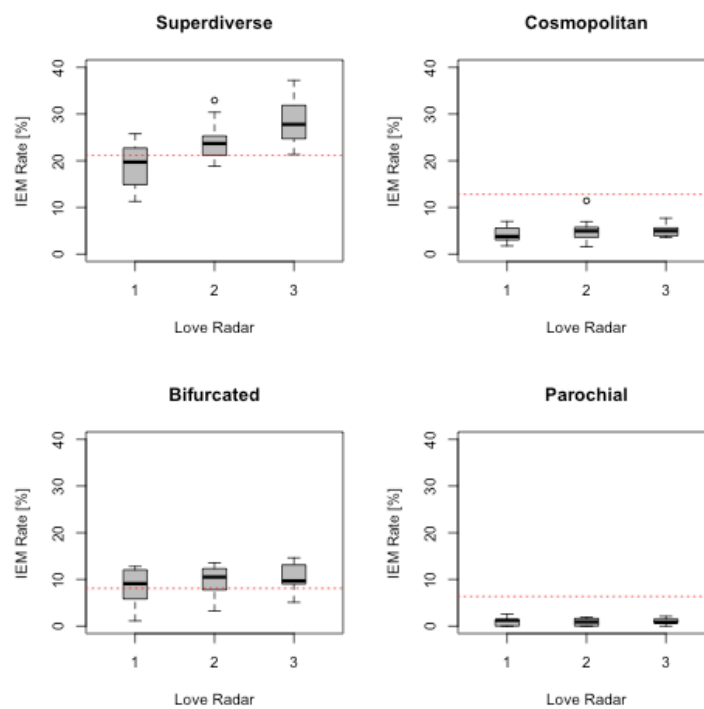 Superdiverse
IEM Rate [%]
0 10 20 30 40
1 2 3
Love Radar
Cosmopolitan
IEM Rate [%]
0 10 20 30 40
1 2 3
Love Radar
Bifurcated
IEM Rate [%]
0 10 20 30 40
1 2 3
Love Radar
Parochial
IEM Rate [%]
0 10 20 30 40
1 2 3
Love Radar